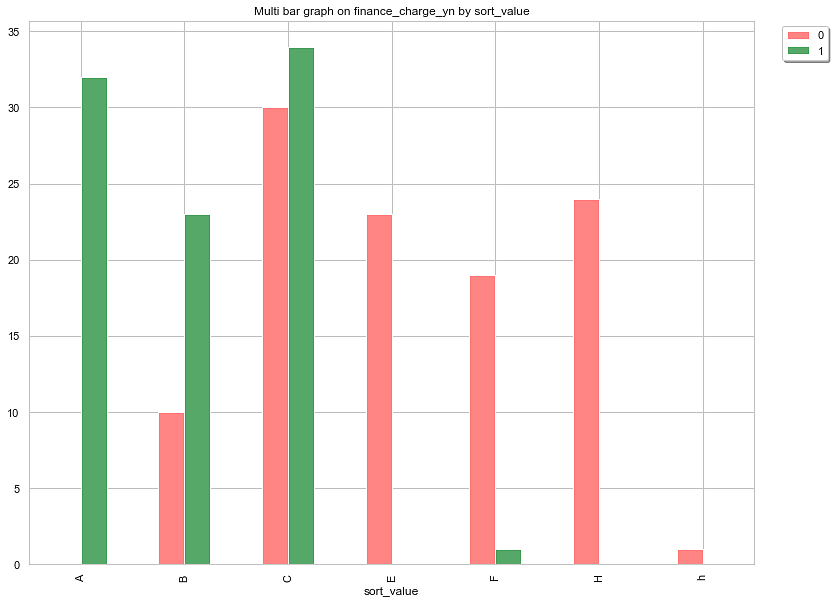 Multi bar graph on finance_charge_yn by sort_value
0
1
35
30
25
20
15
10
5
0
A
B
C
E
F
H
h
sort_value